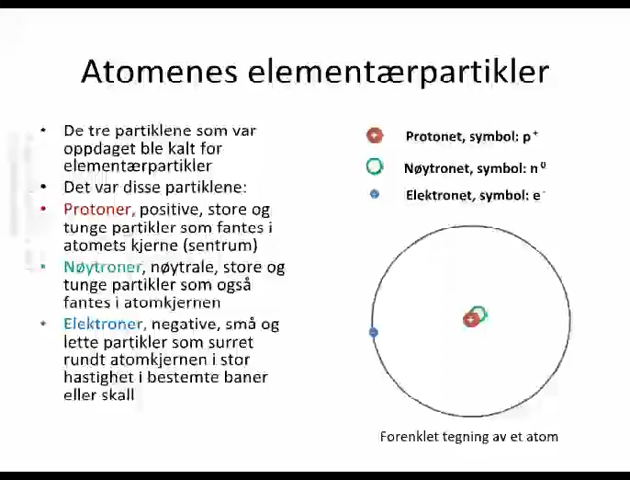 Atomenes elementærpartikler
• De tre partiklene som var
oppdaget ble kalt for
elementærpartikler
• Det var disse partiklene:
• Protoner, positive, store og
tunge partikler som fantes i
atomets kjerne (sentrum)
• Nøytroner, nøytrale, store og
tunge partikler som også
fantes i atomkjernen
• Elektroner, negative, små og
lette partikler som surret
rundt atomkjernen i stor
hastighet i bestemte baner
eller skall
Protonet, symbol: p⁺
Nøytronet, symbol: n⁰
Elektronet, symbol: e⁻
Forenklet tegning av et atom